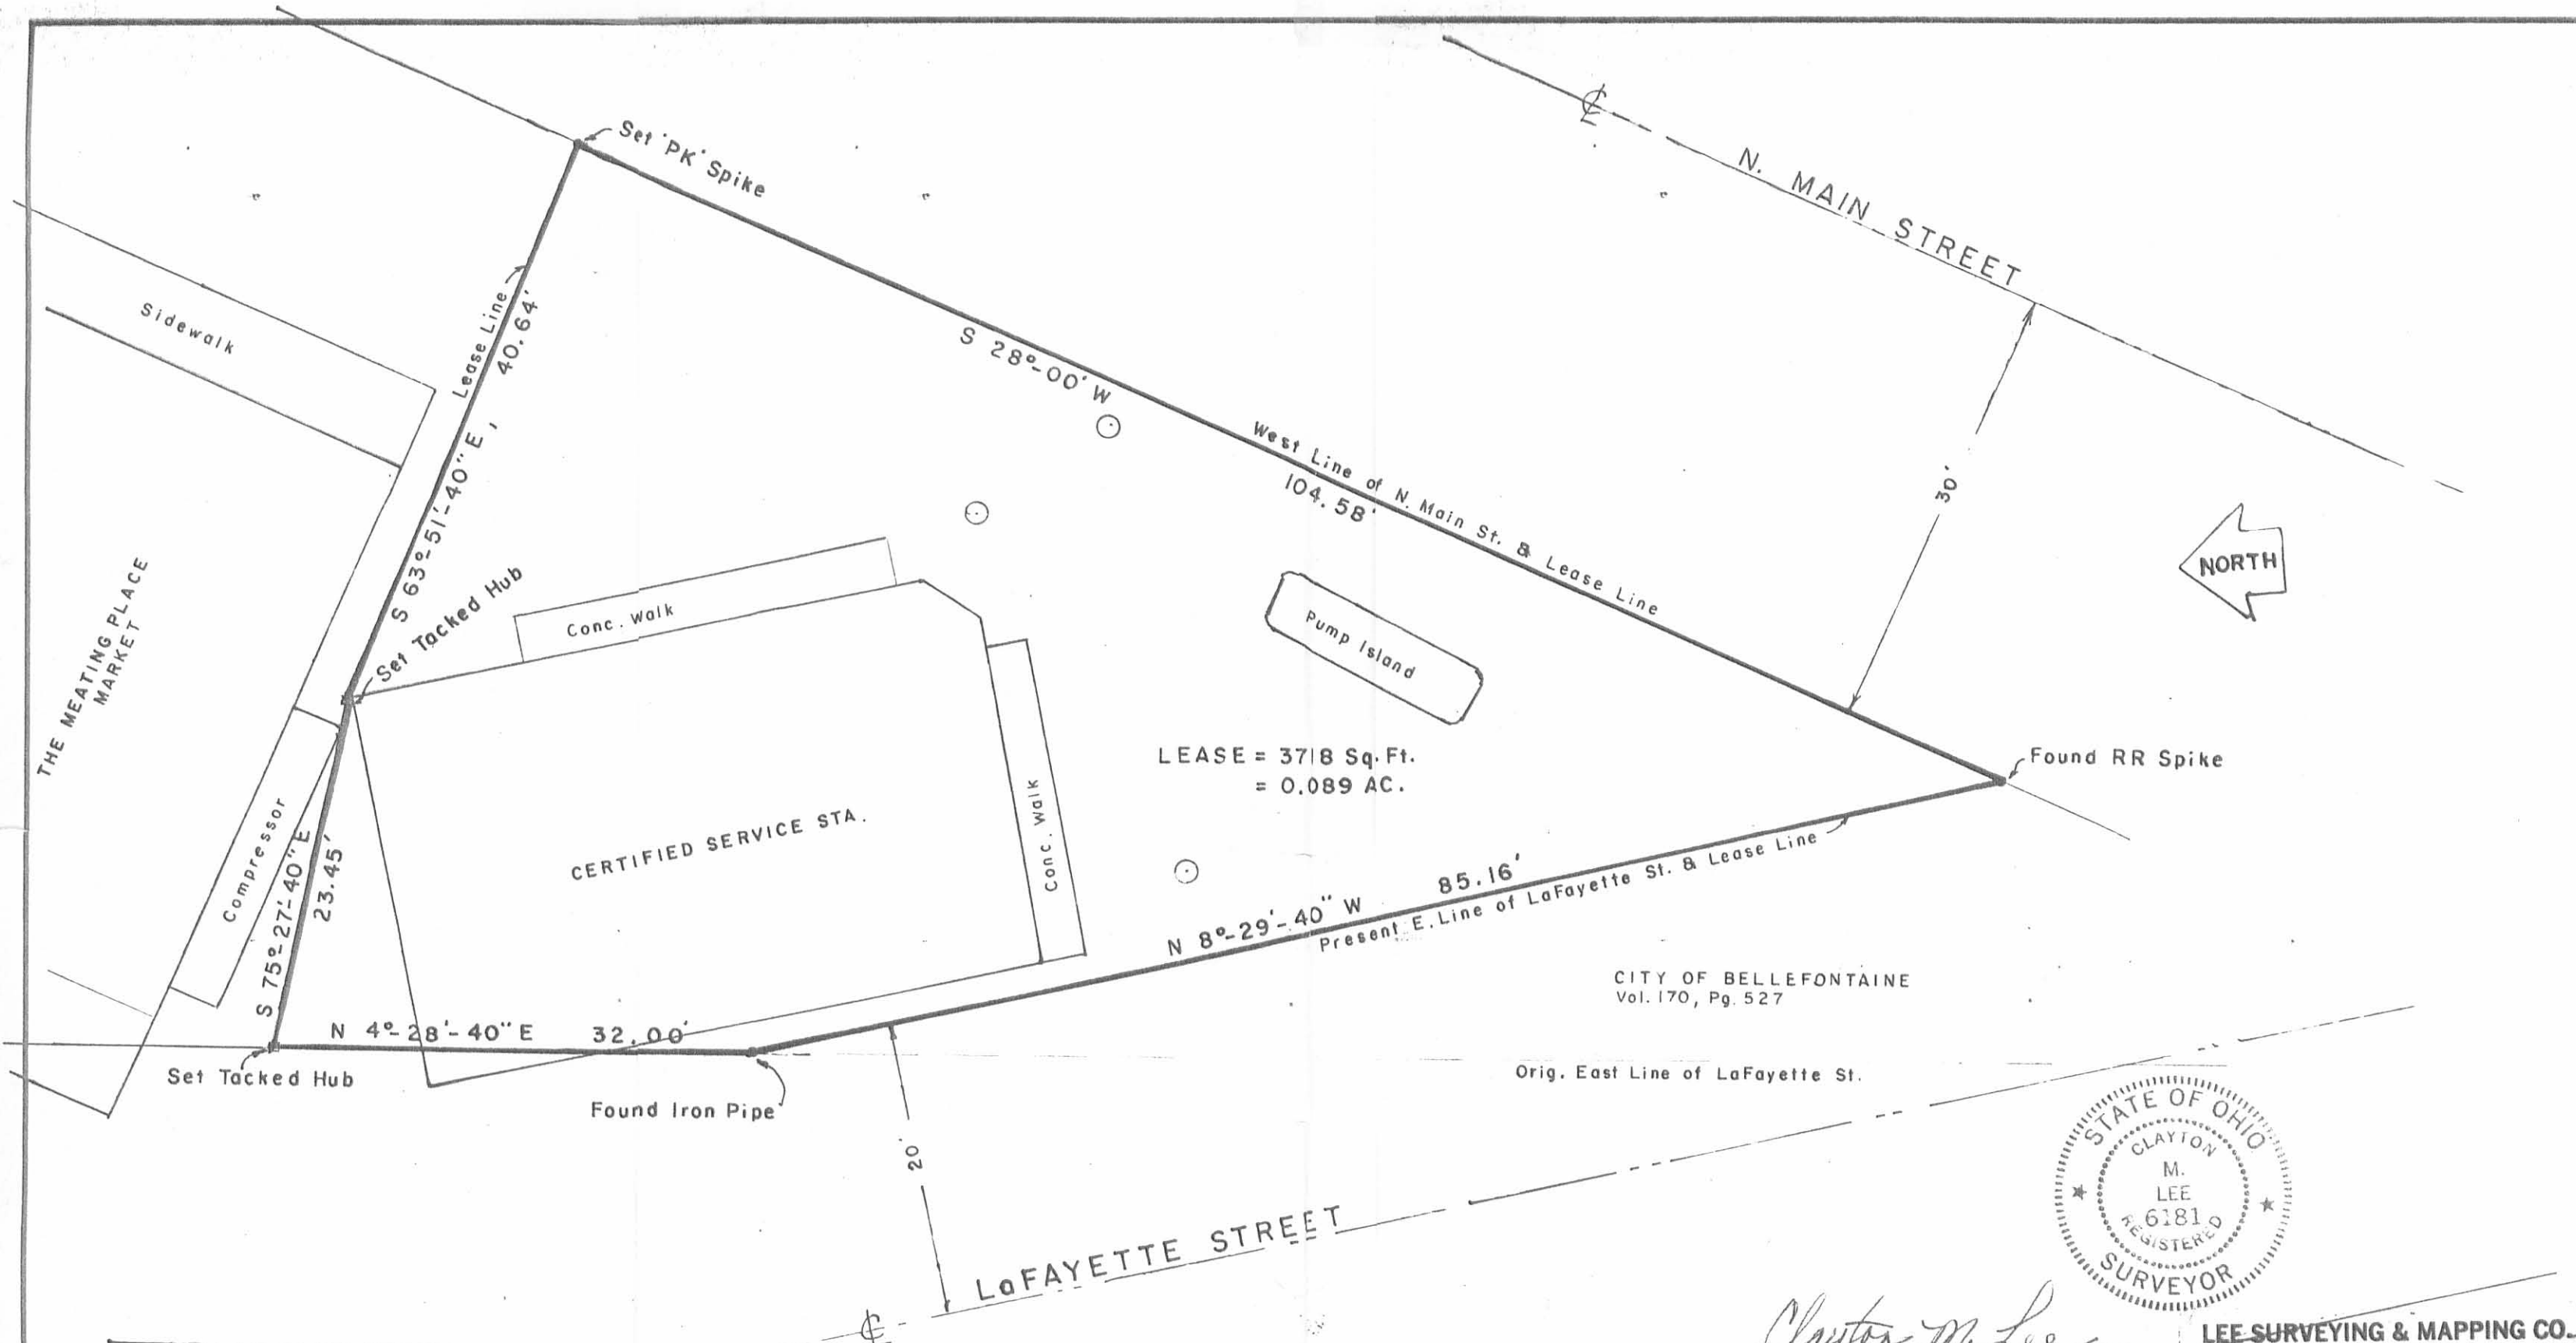 Set 'PK' Spike
℄
N. MAIN STREET
Lease Line
S 63°-51'-40" E, 40.64'
Sidewalk
S 28°-00' W
West Line of N. Main St. & Lease Line
104.58'
30'
NORTH
THE MEATING PLACE
MARKET
Set Tacked Hub
Conc. Walk
Pump Island
LEASE = 3718 Sq.Ft.
= 0.089 AC.
Found RR Spike
Compressor
S 75°-27'-40" E
23.45'
CERTIFIED SERVICE STA.
Conc. Walk
N 8°-29'-40" W 85.16'
Present E. Line of LaFayette St. & Lease Line
CITY OF BELLEFONTAINE
Vol. 170, Pg. 527
N 4°-28'-40" E 32.00'
Set Tacked Hub
Found Iron Pipe
Orig. East Line of LaFayette St.
20'
LaFAYETTE STREET
℄
STATE OF OHIO
CLAYTON
M.
LEE
6181
REGISTERED
SURVEYOR
Clayton M. Lee
LEE SURVEYING & MAPPING CO.